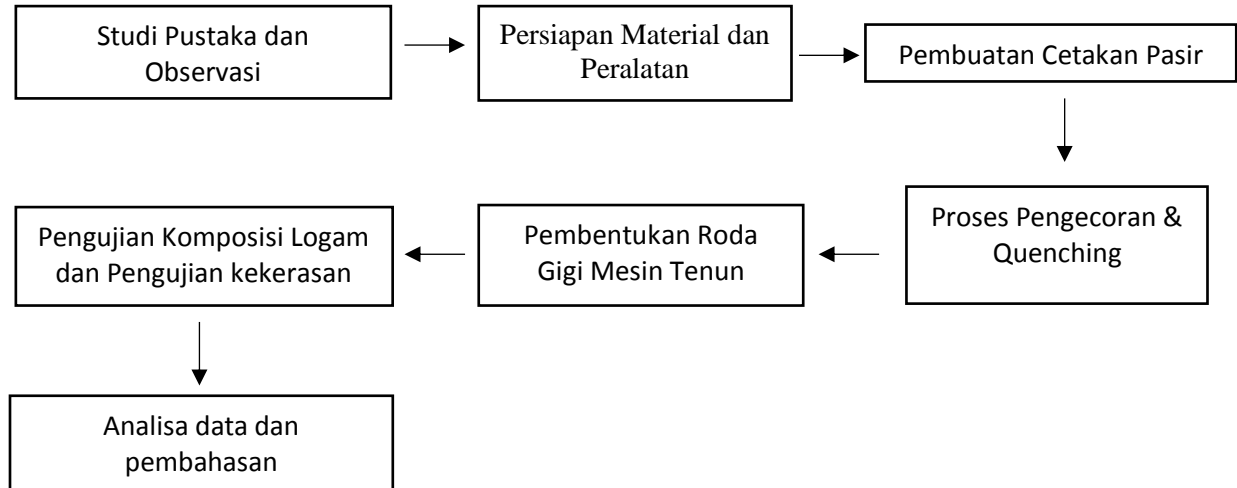 Studi Pustaka dan
Observasi
Persiapan Material dan
Peralatan
Pembuatan Cetakan Pasir
Proses Pengecoran &
Quenching
Pembentukan Roda
Gigi Mesin Tenun
Pengujian Komposisi Logam
dan Pengujian kekerasan
Analisa data dan
pembahasan